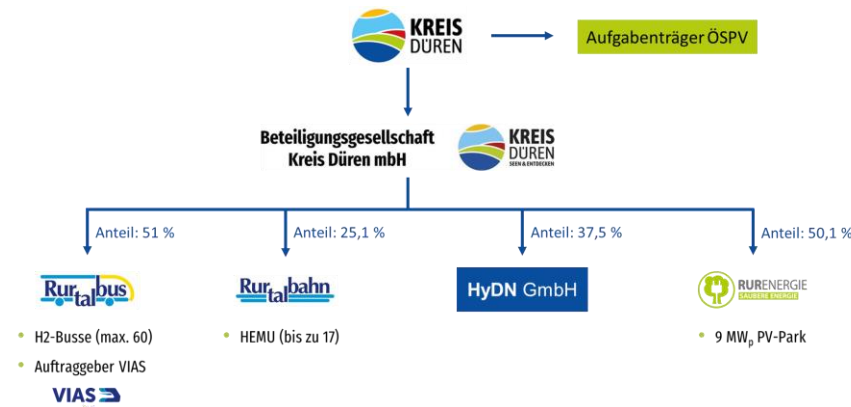 KREIS
DÜREN
Aufgabenträger ÖSPV
Beteiligungsgesellschaft
Kreis Düren mbH
KREIS
DÜREN
SEEN & ENTDECKEN
Anteil: 51 %
Anteil: 25,1 %
Anteil: 37,5 %
Anteil: 50,1 %
Rurtalbus
Rurtalbahn
HyDN GmbH
RURENERGIE
SAUBERE ENERGIE
• H2-Busse (max. 60)
• HEMU (bis zu 17)
• 9 MWp PV-Park
• Auftraggeber VIAS
VIAS